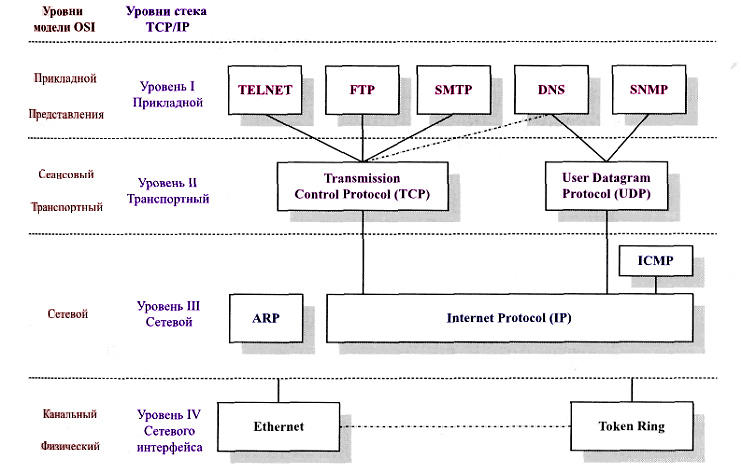 Уровни
модели OSI
Уровни стека
TCP/IP
Прикладной
Представления
Уровень I
Прикладной
TELNET
FTP
SMTP
DNS
SNMP
Сеансовый
Транспортный
Уровень II
Транспортный
Transmission
Control Protocol (TCP)
User Datagram
Protocol (UDP)
ICMP
Сетевой
Уровень III
Сетевой
ARP
Internet Protocol (IP)
Канальный
Физический
Уровень IV
Сетевого
интерфейса
Ethernet
Token Ring